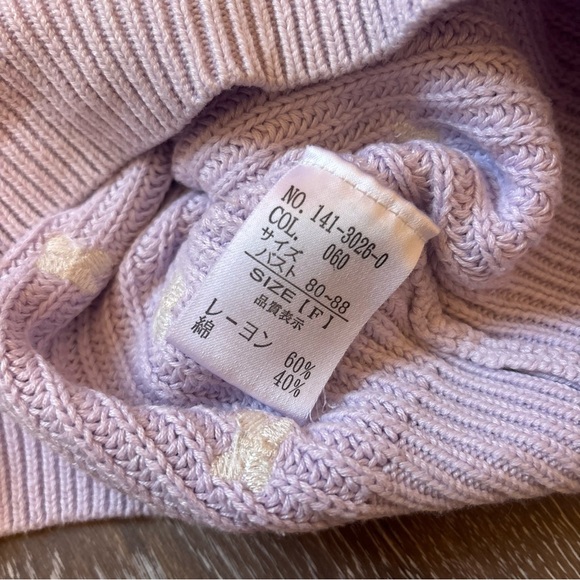 NO. 141-3026-0
COL. 060
サイズ
バスト 80~88
SIZE [F]
品質表示
レーヨン 60%
綿 40%